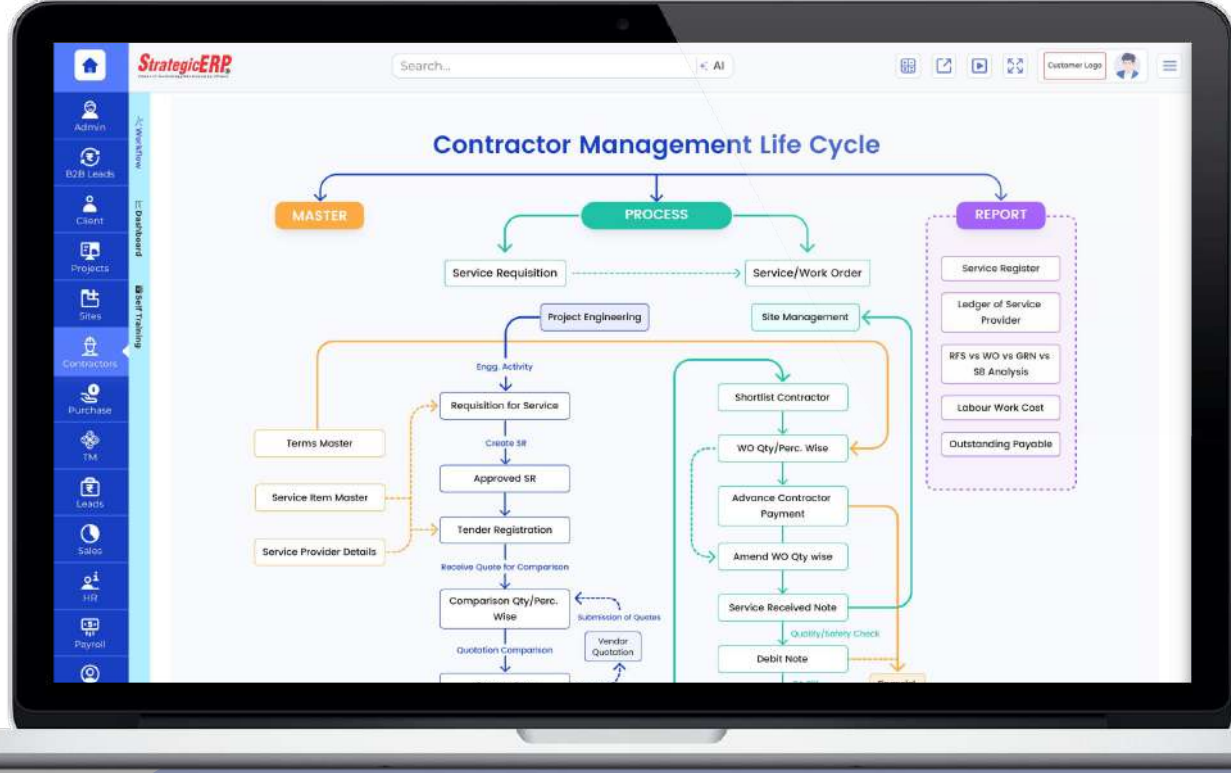 StrategicERP
Search...
AI
Customer Logo
Admin
B2B Leads
Client
Projects
Sites
Contractors
Purchase
TM
Leads
Sales
HR
Payroll
Workflow
Dashboard
Self Training
Contractor Management Life Cycle
MASTER
PROCESS
REPORT
Service Requisition
Service/Work Order
Project Engineering
Site Management
Engg. Activity
Requisition for Service
Create SR
Approved SR
Tender Registration
Receive Quote for Comparison
Comparison Qty/Perc.
Wise
Submission of Quotes
Quotation Comparison
Vendor
Quotation
Terms Master
Service Item Master
Service Provider Details
Shortlist Contractor
WO Qty/Perc. Wise
Advance Contractor
Payment
Amend WO Qty wise
Service Received Note
Quality/Safety Check
Debit Note
Service Register
Ledger of Service
Provider
RFS vs WO vs GRN vs
SB Analysis
Labour Work Cost
Outstanding Payable